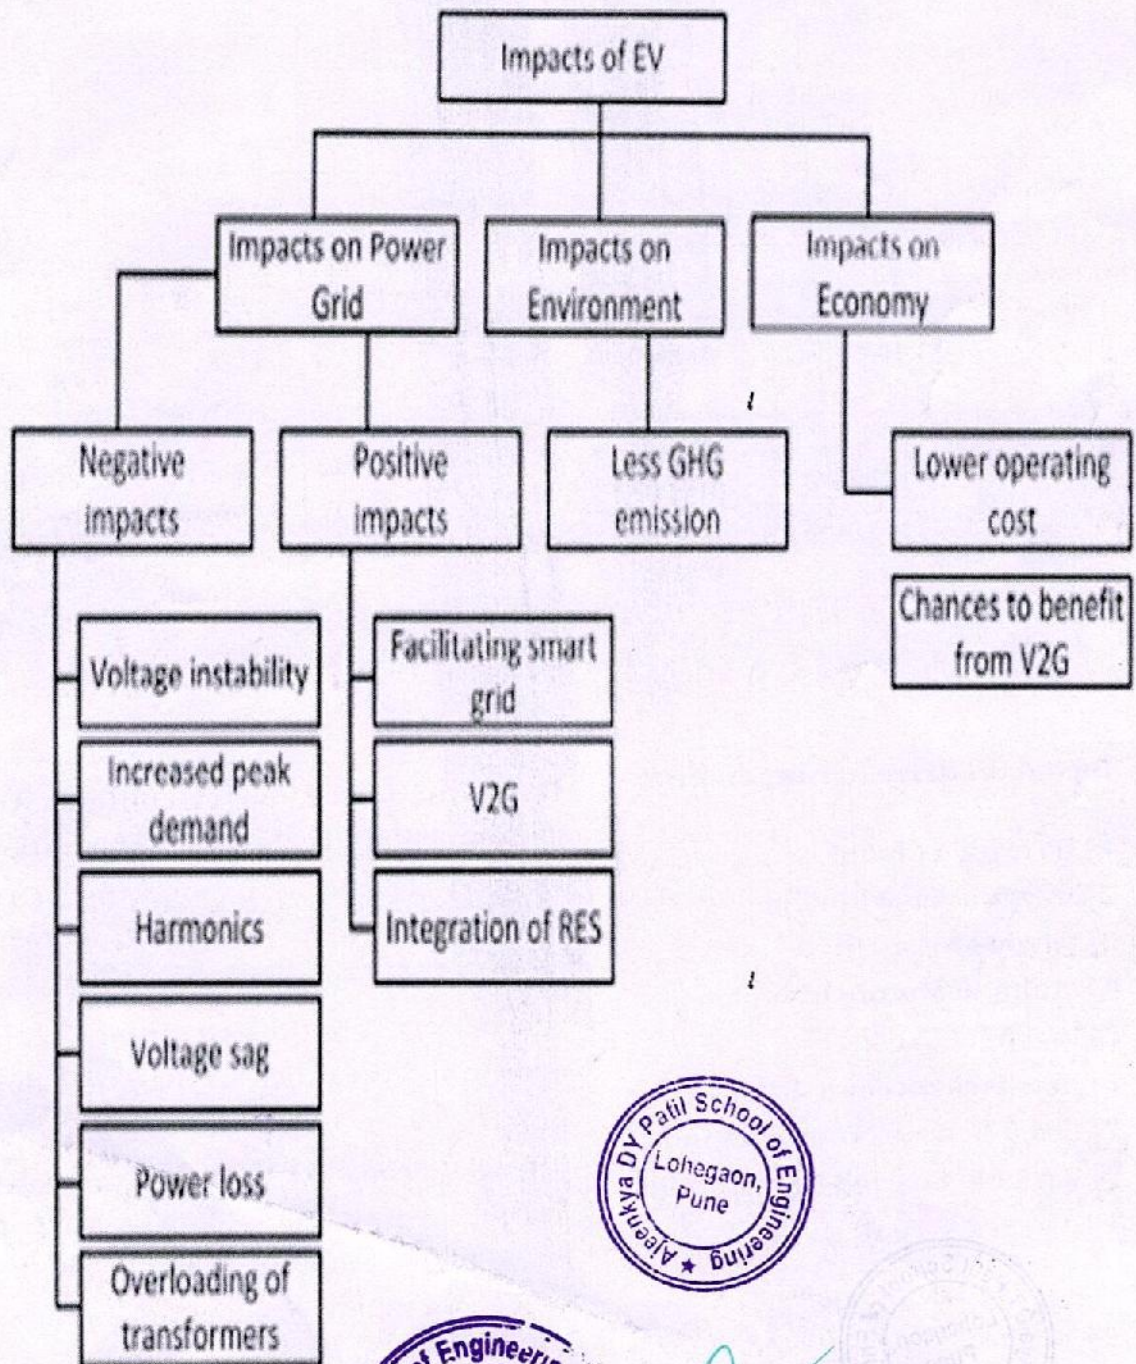 Impacts of EV
Impacts on Power
Grid
Impacts on
Environment
Impacts on
Economy
Negative
impacts
Positive
impacts
Less GHG
emission
Lower operating
cost
Chances to benefit
from V2G
Voltage instability
Increased peak
demand
Harmonics
Voltage sag
Power loss
Overloading of
transformers
Facilitating smart
grid
V2G
Integration of RES
Ajeenkya DY Patil School of Engineering ★
Lohegaon,
Pune
of Engineering